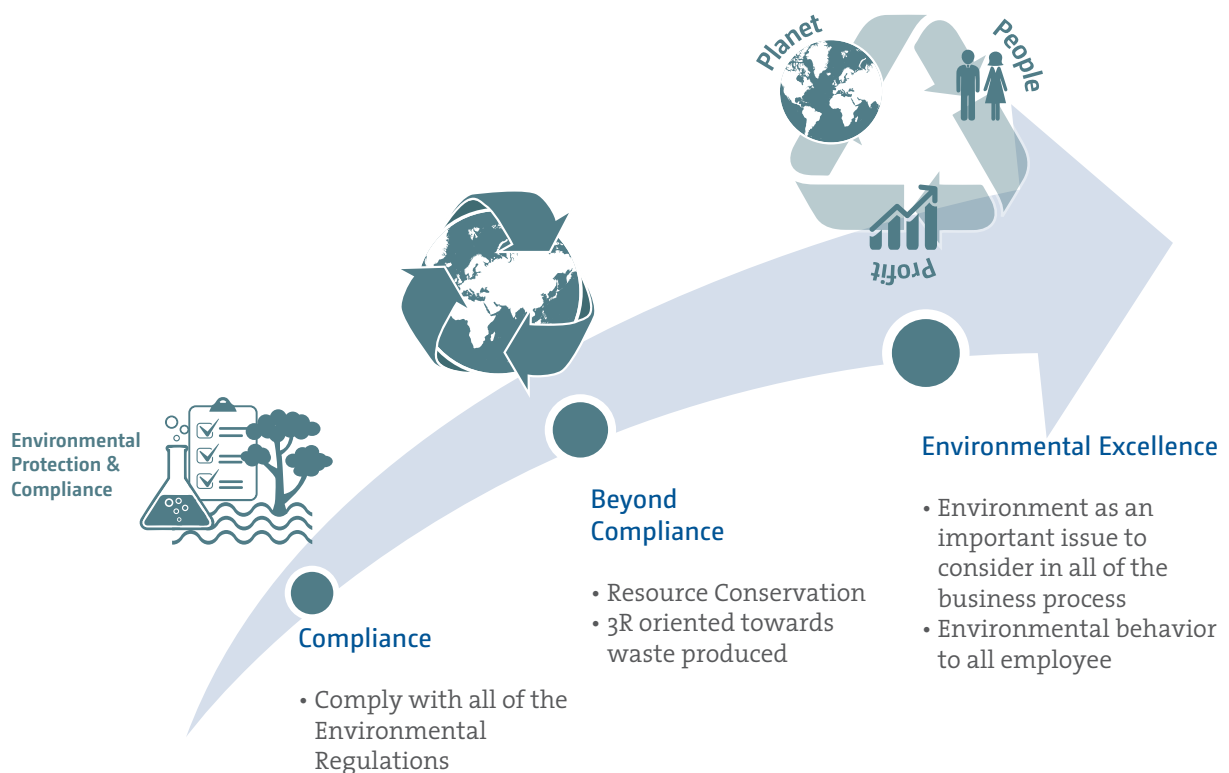 Planet
People
Profit
Environmental
Protection &
Compliance
Compliance
• Comply with all of the
Environmental
Regulations
Beyond
Compliance
• Resource Conservation
• 3R oriented towards
waste produced
Environmental Excellence
• Environment as an
important issue to
consider in all of the
business process
• Environmental behavior
to all employee